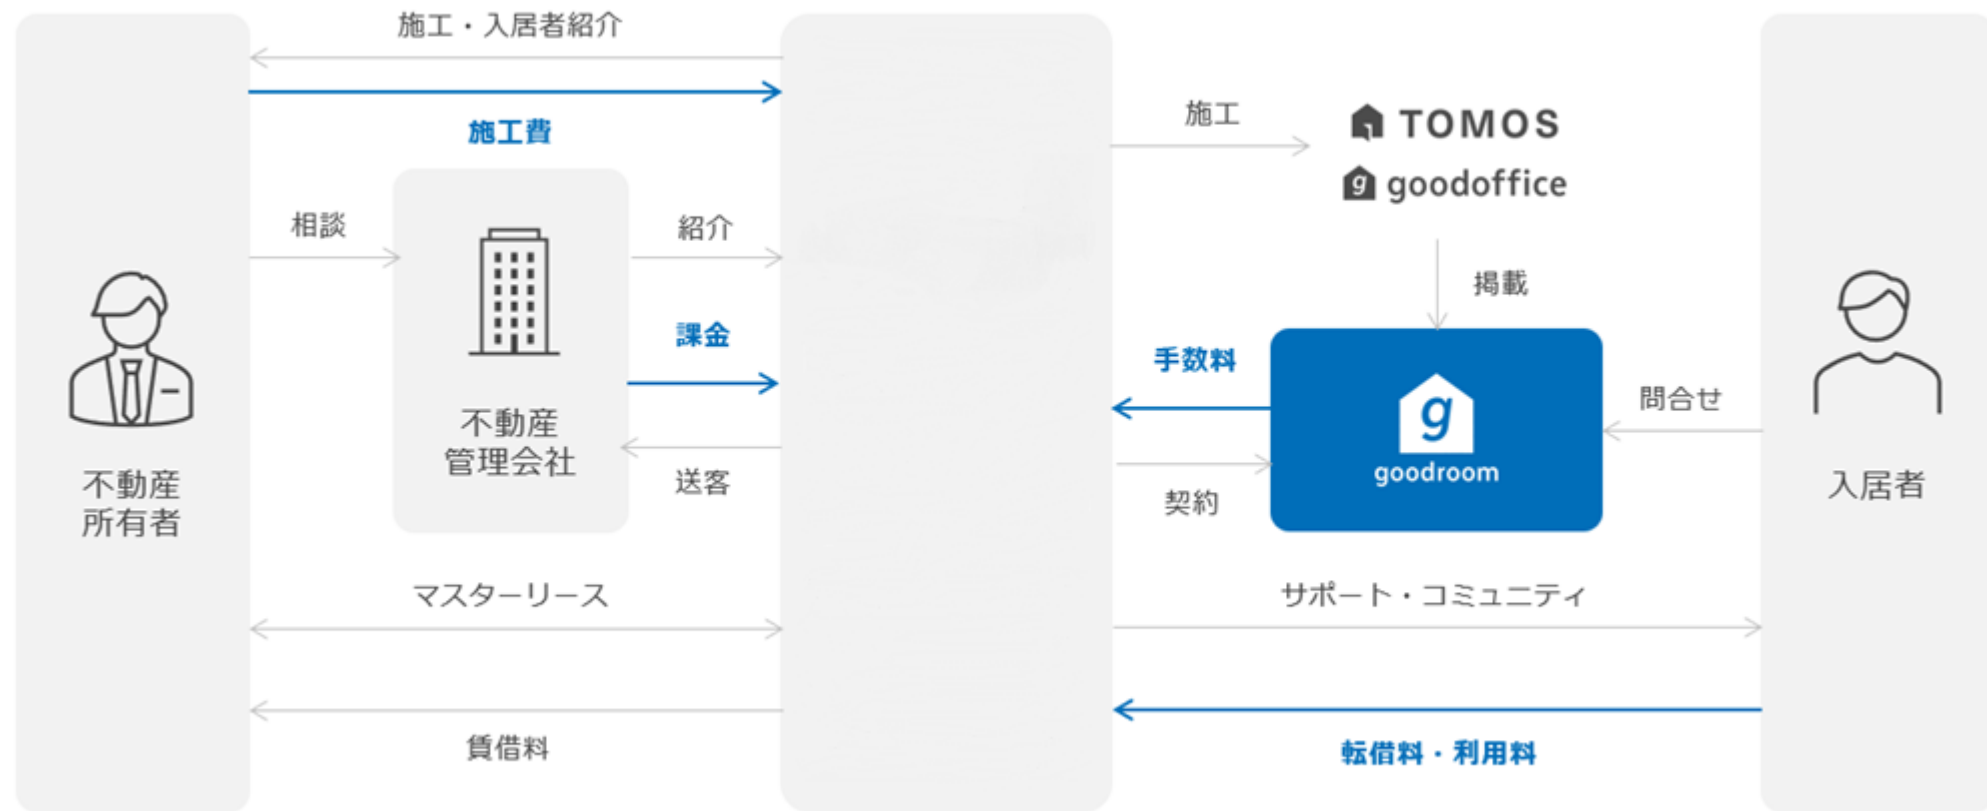 施工・入居者紹介
施工費
相談
紹介
課金
不動産
管理会社
送客
不動産
所有者
マスターリース
賃借料
施工
TOMOS
g goodoffice
掲載
手数料
g
goodroom
契約
問合せ
入居者
サポート・コミュニティ
転借料・利用料